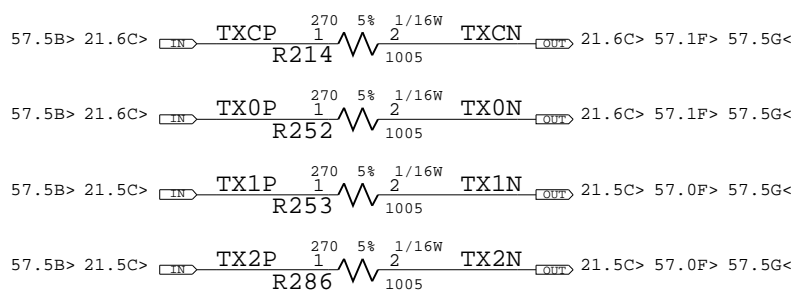 270 5% 1/16W
57.5B> 21.6C> IN TXCP 1 2 TXCN OUT 21.6C> 57.1F> 57.5G<
R214 1005
270 5% 1/16W
57.5B> 21.6C> IN TX0P 1 2 TX0N OUT 21.6C> 57.1F> 57.5G<
R252 1005
270 5% 1/16W
57.5B> 21.5C> IN TX1P 1 2 TX1N OUT 21.5C> 57.0F> 57.5G<
R253 1005
270 5% 1/16W
57.5B> 21.5C> IN TX2P 1 2 TX2N OUT 21.5C> 57.0F> 57.5G<
R286 1005